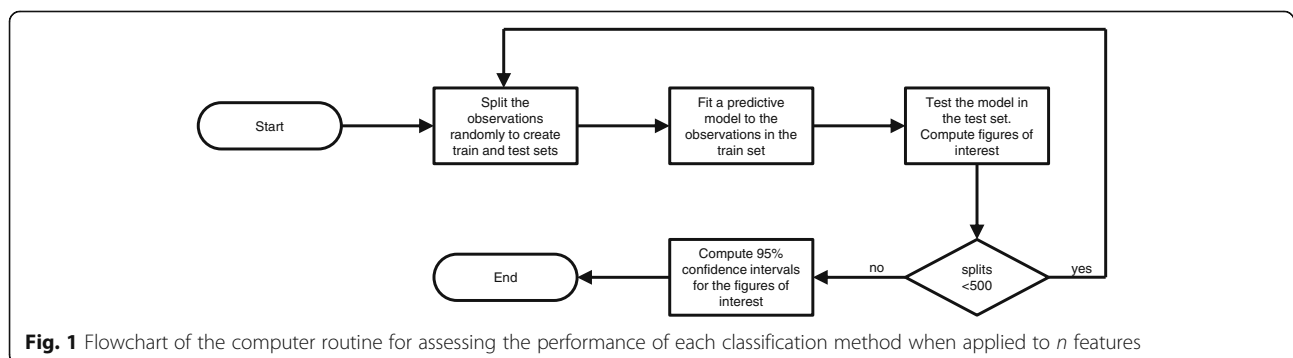 Start
Split the
observations
randomly to create
train and test sets
Fit a predictive
model to the
observations in the
train set
Test the model in
the test set.
Compute figures of
interest
splits
<500
yes
no
Compute 95%
confidence intervals
for the figures of
interest
End
Fig. 1 Flowchart of the computer routine for assessing the performance of each classification method when applied to n features